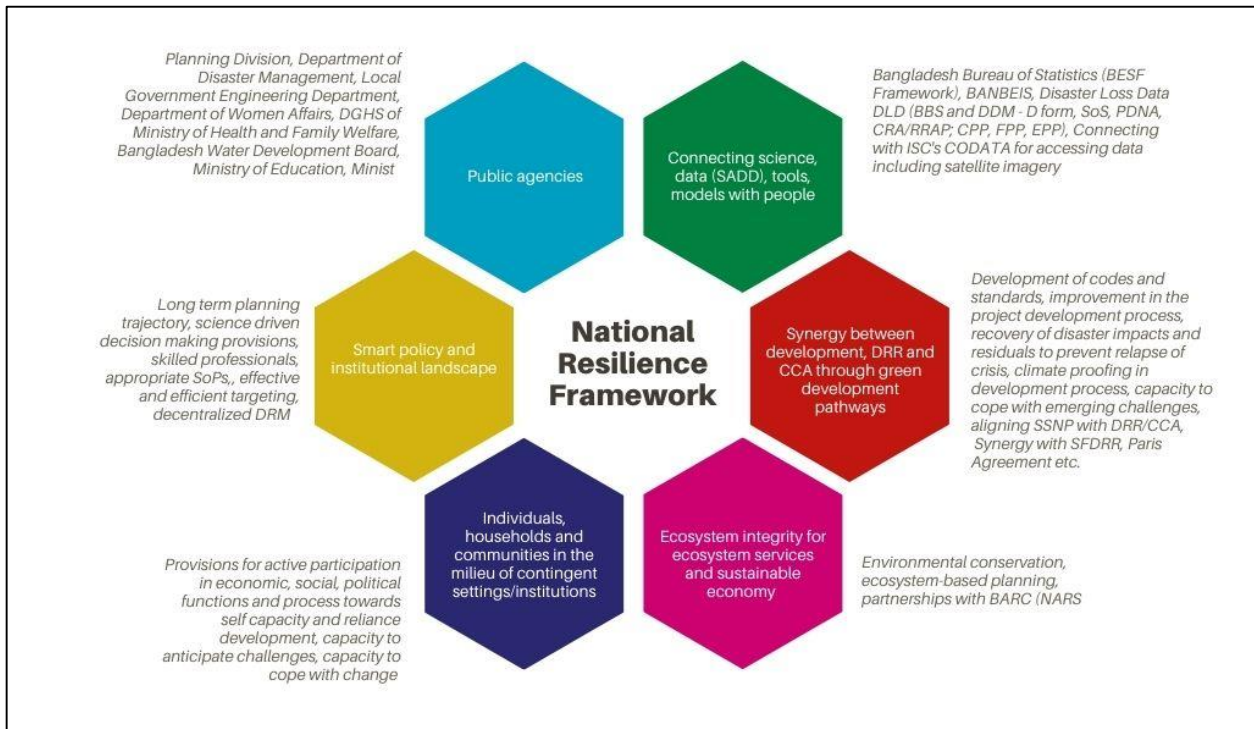 Planning Division, Department of
Disaster Management, Local
Government Engineering Department,
Department of Women Affairs, DGHS of
Ministry of Health and Family Welfare,
Bangladesh Water Development Board,
Ministry of Education, Minist
Public agencies
Connecting science,
data (SADD), tools,
models with people
Bangladesh Bureau of Statistics (BESF
Framework), BANBEIS, Disaster Loss Data
DLD (BBS and DDM - D form, SoS, PDNA,
CRA/RRAP; CPP, FPP, EPP), Connecting
with ISC's CODATA for accessing data
including satellite imagery
Long term planning
trajectory, science driven
decision making provisions,
skilled professionals,
appropriate SoPs,, effective
and efficient targeting,
decentralized DRM
Smart policy and
institutional landscape
National
Resilience
Framework
Synergy between
development, DRR and
CCA through green
development
pathways
Development of codes and
standards, improvement in the
project development process,
recovery of disaster impacts and
residuals to prevent relapse of
crisis, climate proofing in
development process, capacity to
cope with emerging challenges,
aligning SSNP with DRR/CCA,
Synergy with SFDRR, Paris
Agreement etc.
Provisions for active participation
in economic, social, political
functions and process towards
self capacity and reliance
development, capacity to
anticipate challenges, capacity to
cope with change
Individuals,
households and
communities in the
milieu of contingent
settings/institutions
Ecosystem integrity for
ecosystem services
and sustainable
economy
Environmental conservation,
ecosystem-based planning,
partnerships with BARC (NARS